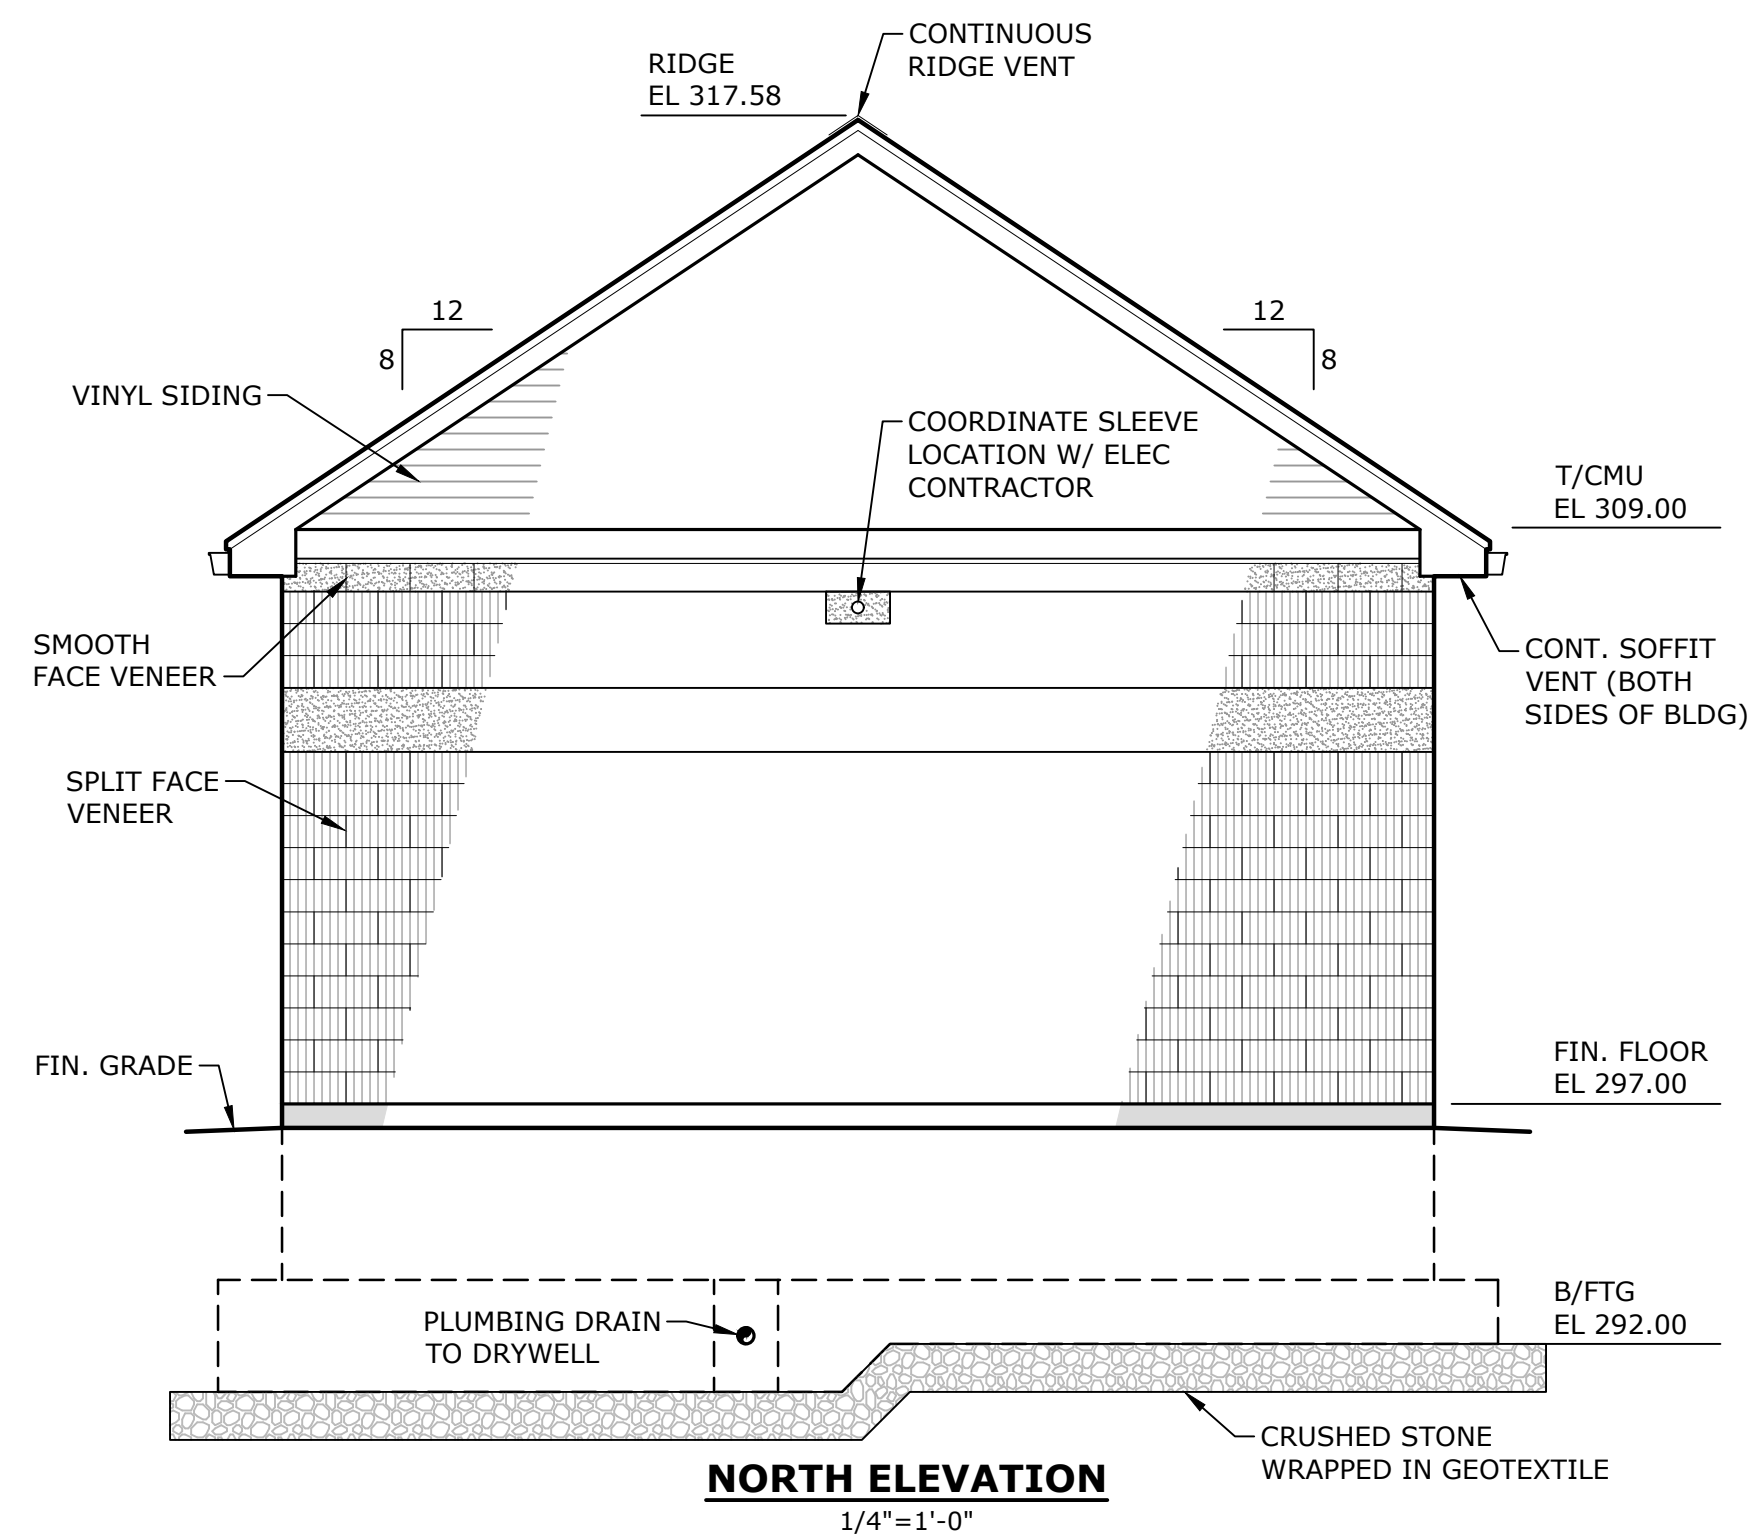 CONTINUOUS
RIDGE VENT
RIDGE
EL 317.58
12
8
12
8
VINYL SIDING
COORDINATE SLEEVE
LOCATION W/ ELEC
CONTRACTOR
T/CMU
EL 309.00
SMOOTH
FACE VENEER
CONT. SOFFIT
VENT (BOTH
SIDES OF BLDG)
SPLIT FACE
VENEER
FIN. GRADE
FIN. FLOOR
EL 297.00
PLUMBING DRAIN
TO DRYWELL
B/FTG
EL 292.00
CRUSHED STONE
WRAPPED IN GEOTEXTILE
NORTH ELEVATION
1/4"=1'-0"